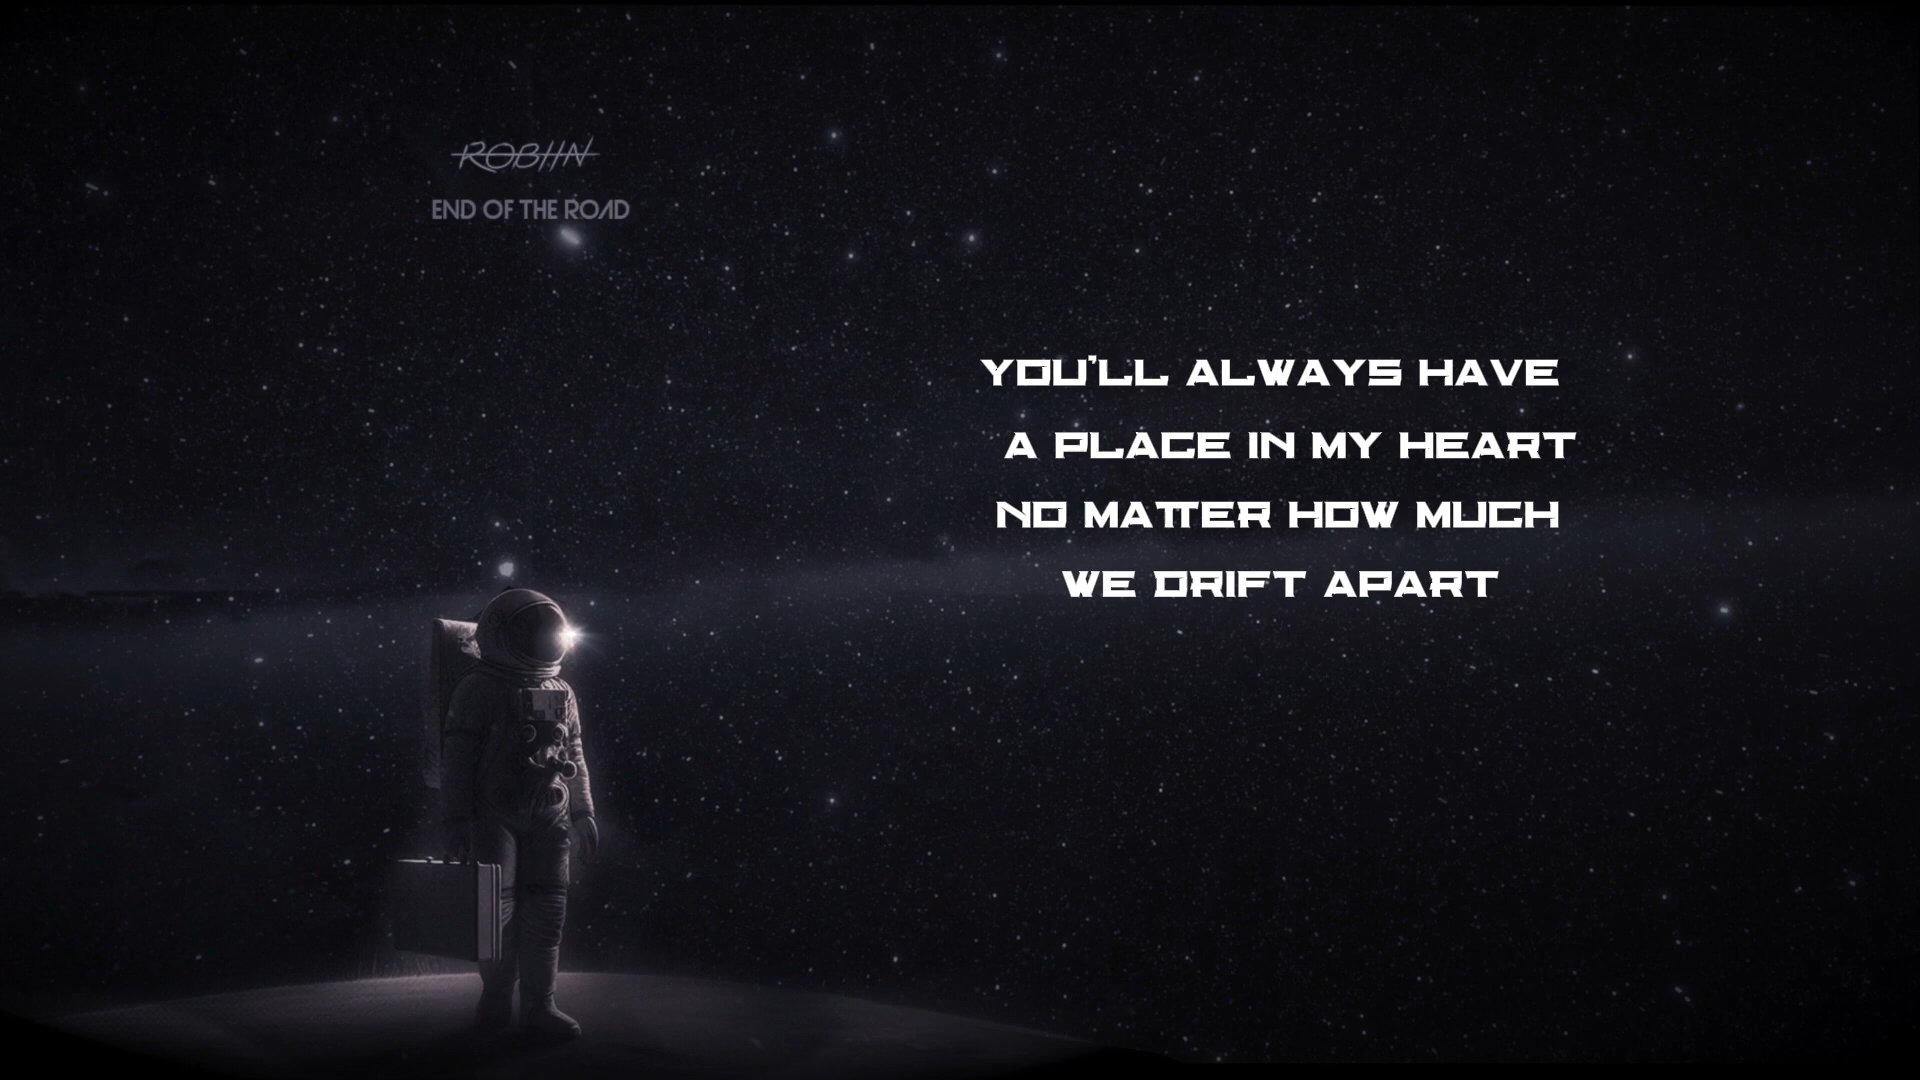 ROBIIN
END OF THE ROAD
YOU'LL ALWAYS HAVE
A PLACE IN MY HEART
NO MATTER HOW MUCH
WE DRIFT APART